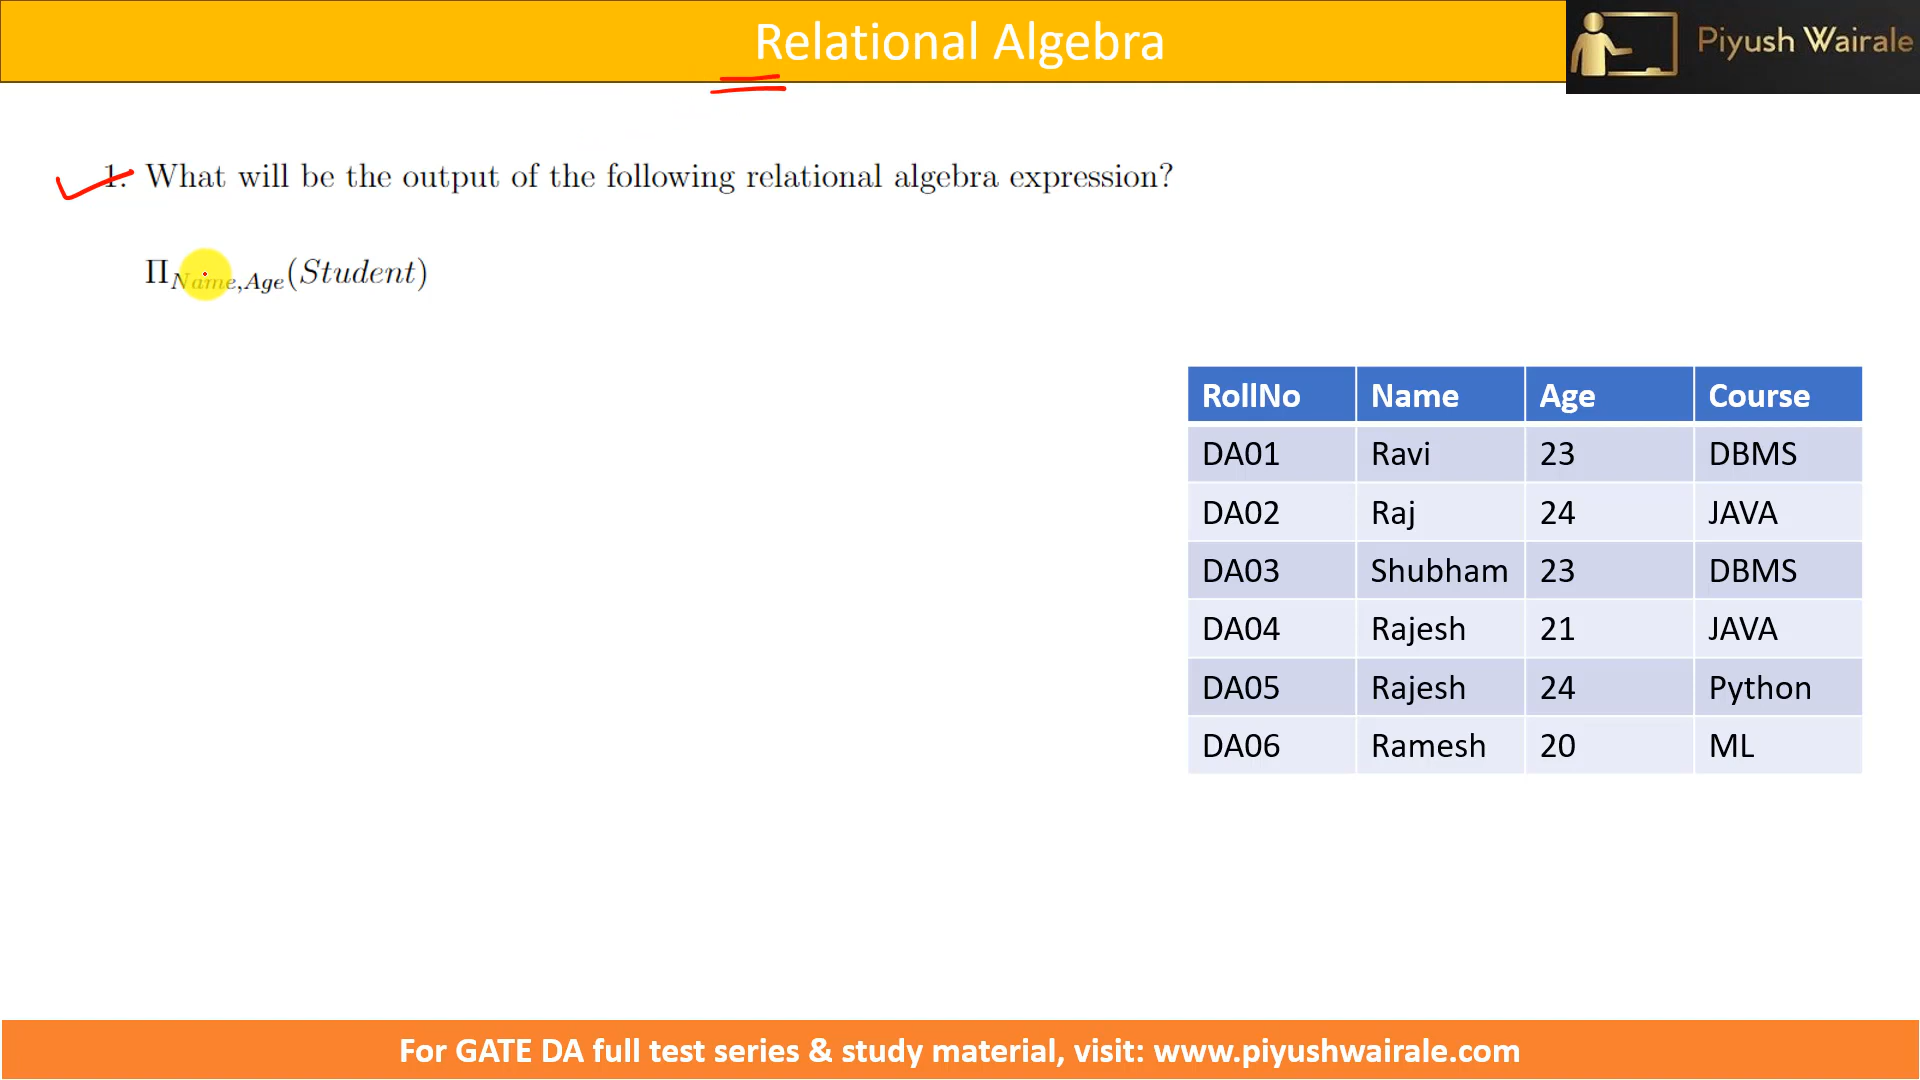 Relational Algebra
Piyush Wairale
1. What will be the output of the following relational algebra expression?
Π_{Name,Age}(Student)
RollNo Name Age Course
DA01 Ravi 23 DBMS
DA02 Raj 24 JAVA
DA03 Shubham 23 DBMS
DA04 Rajesh 21 JAVA
DA05 Rajesh 24 Python
DA06 Ramesh 20 ML
For GATE DA full test series & study material, visit: www.piyushwairale.com